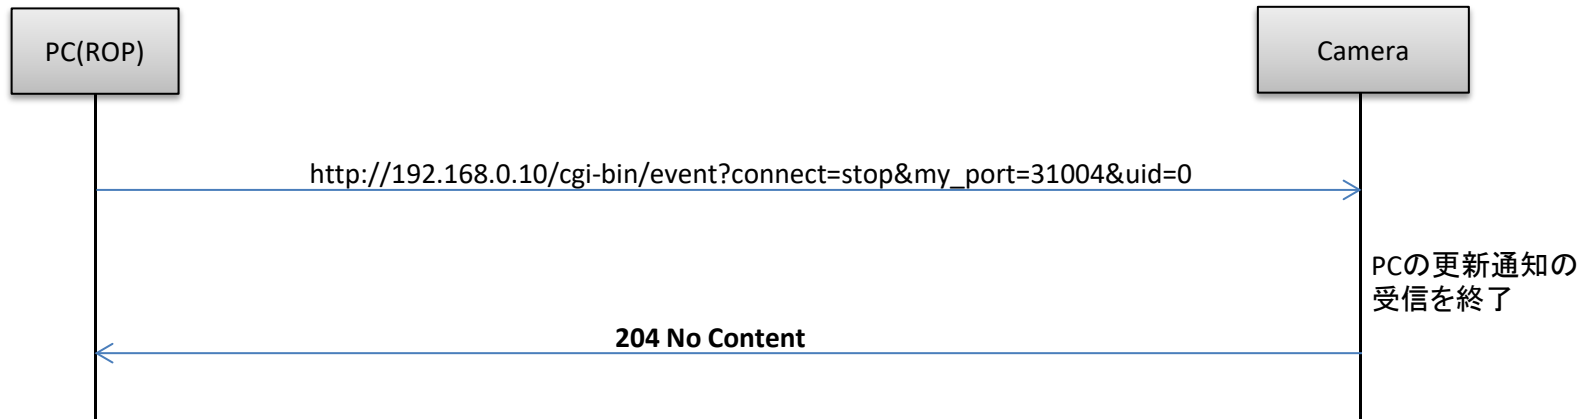 PC(ROP)
Camera
http://192.168.0.10/cgi-bin/event?connect=stop&my_port=31004&uid=0
PCの更新通知の
受信を終了
204 No Content